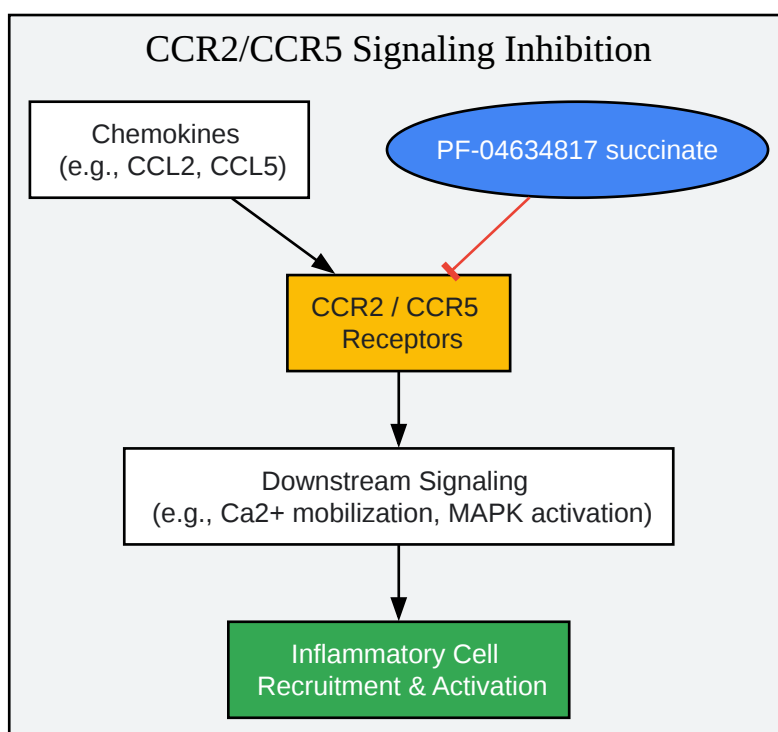 CCR2/CCR5 Signaling Inhibition
Chemokines
(e.g., CCL2, CCL5)
PF-04634817 succinate
CCR2 / CCR5
Receptors
Downstream Signaling
(e.g., Ca2+ mobilization, MAPK activation)
Inflammatory Cell
Recruitment & Activation